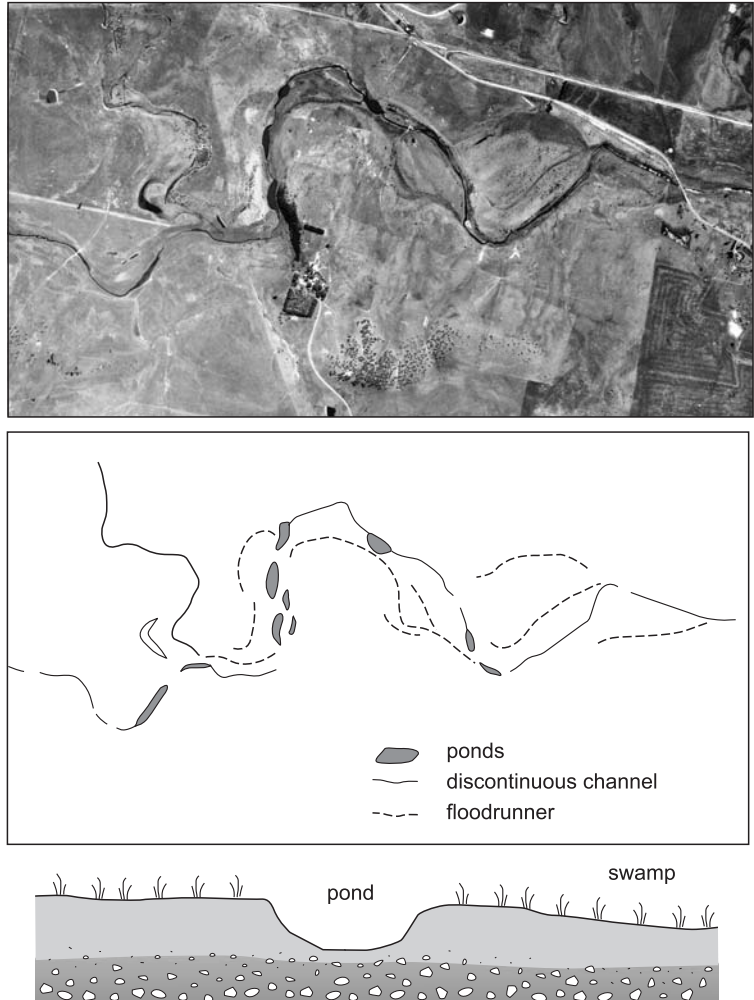 ponds
discontinuous channel
floodrunner
swamp
pond